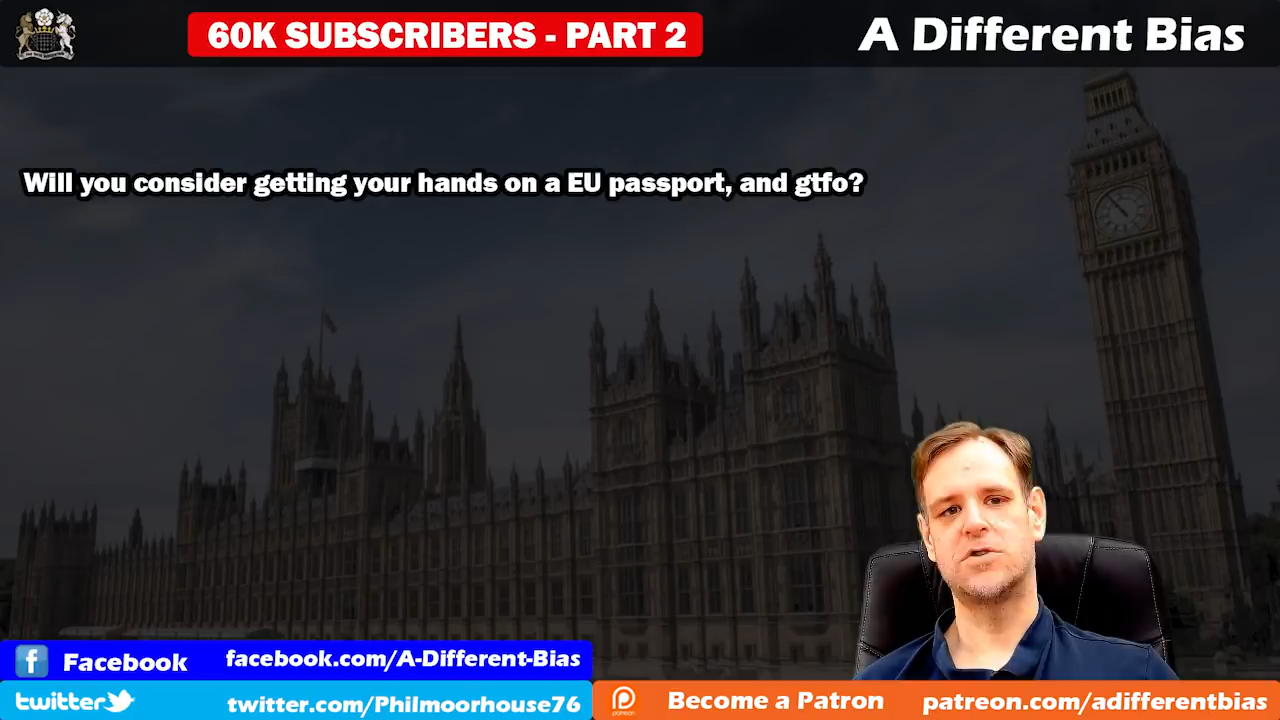 60K SUBSCRIBERS - PART 2
A Different Bias
Will you consider getting your hands on a EU passport, and gtfo?
Facebook
facebook.com/A-Different-Bias
twitter
twitter.com/Philmoorhouse76
Become a Patron
patreon.com/adifferentbias